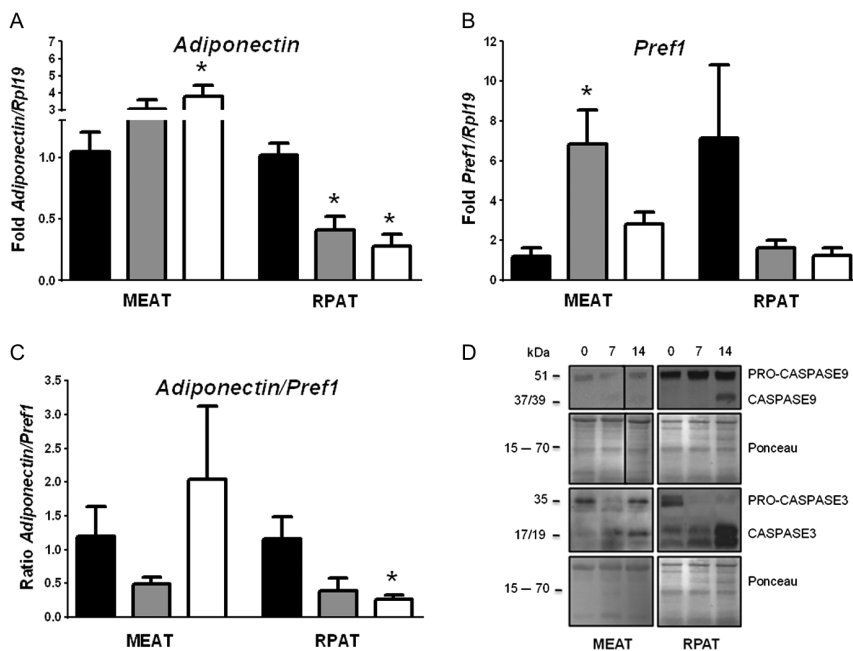 A
Adiponectin
Fold Adiponectin/Rpl19
7
6
5
4
3
1.0
0.5
0.0
*
*
*
MEAT RPAT
B
Pref1
Fold Pref1/Rpl19
12
10
8
6
4
2
0
*
MEAT RPAT
C
Adiponectin/Pref1
Ratio Adiponectin/Pref1
3.5
3.0
2.5
2.0
1.5
1.0
0.5
0.0
*
MEAT RPAT
D
kDa 0 7 14 0 7 14
51 PRO-CASPASE9
37/39 CASPASE9
15 — 70 Ponceau
35 PRO-CASPASE3
17/19 CASPASE3
15 — 70 Ponceau
MEAT RPAT